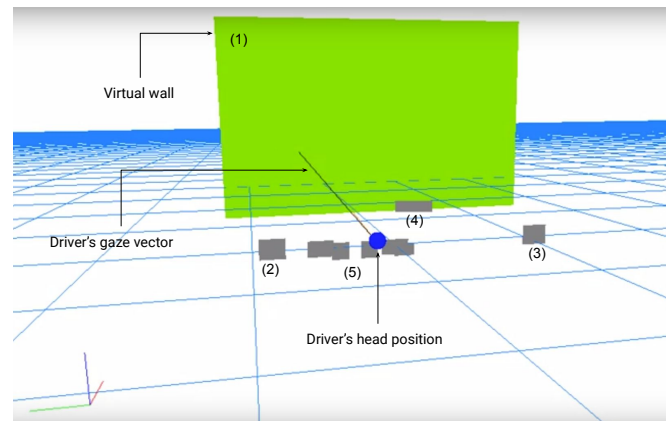 (1)
Virtual wall
(4)
Driver's gaze vector
(2)
(5)
(3)
Driver's head position